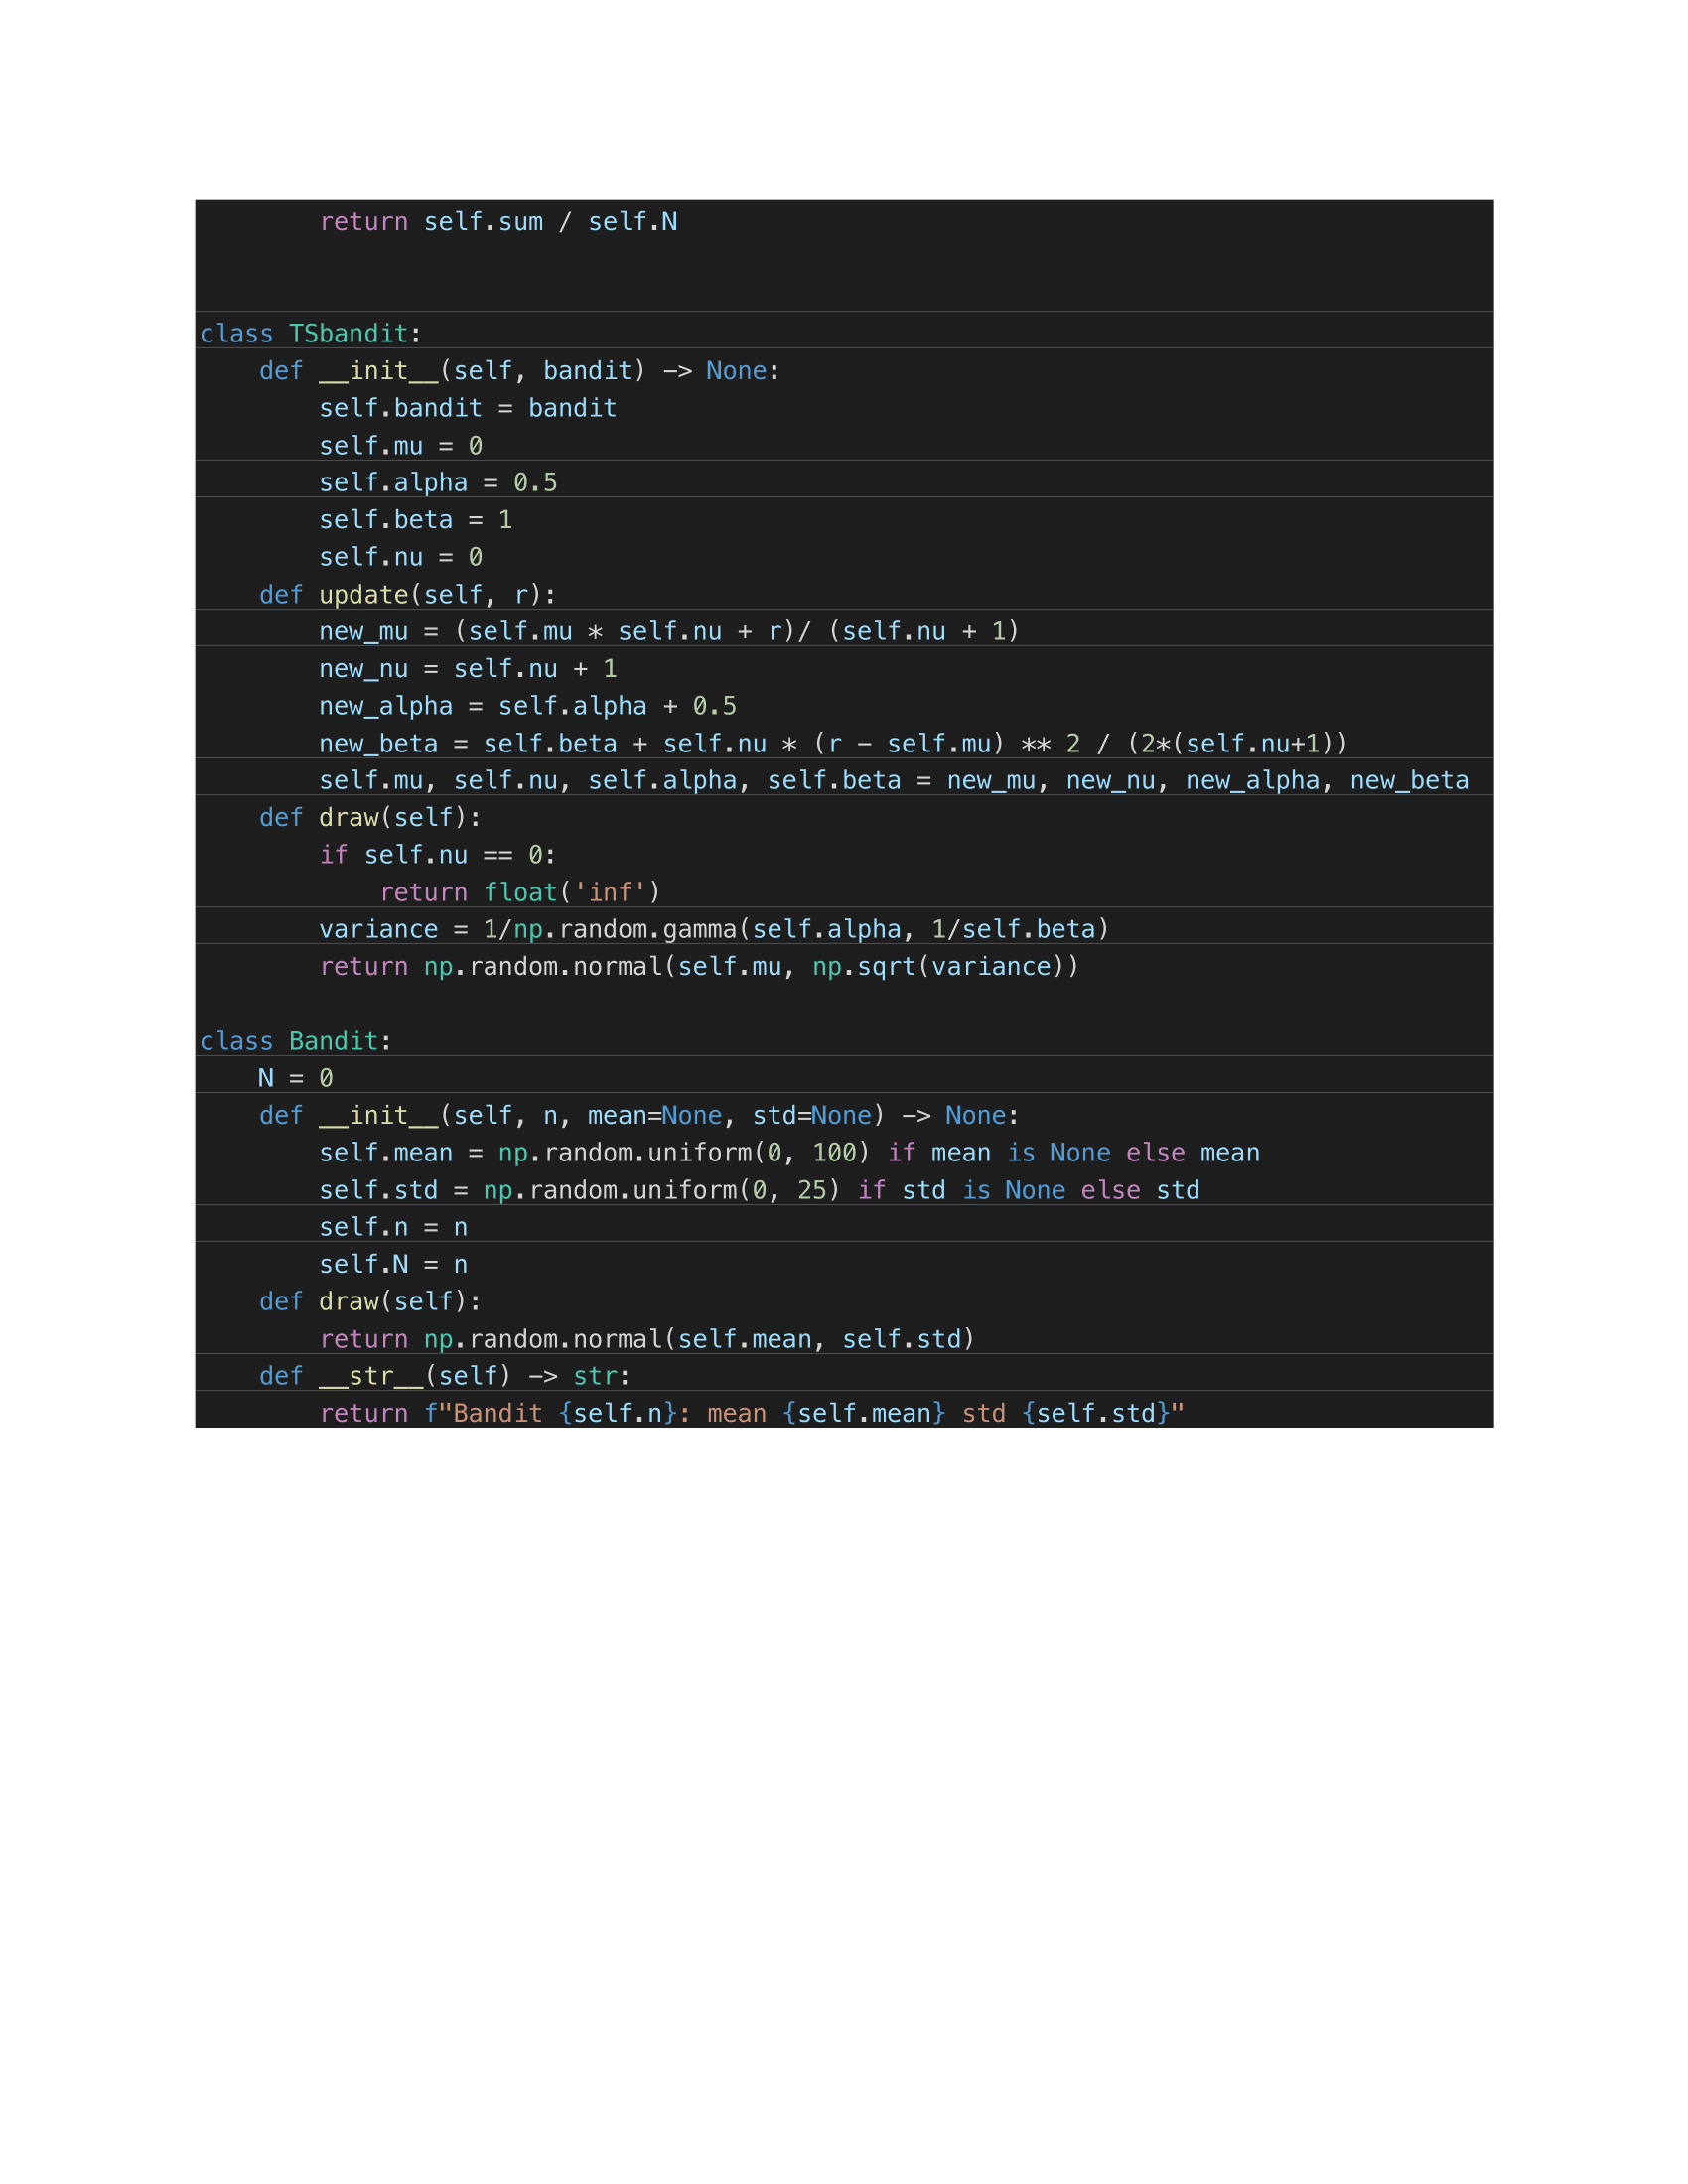 return self.sum / self.N
class TSbandit:
    def __init__(self, bandit) -> None:
        self.bandit = bandit
        self.mu = 0
        self.alpha = 0.5
        self.beta = 1
        self.nu = 0
    def update(self, r):
        new_mu = (self.mu * self.nu + r)/ (self.nu + 1)
        new_nu = self.nu + 1
        new_alpha = self.alpha + 0.5
        new_beta = self.beta + self.nu * (r - self.mu) ** 2 / (2*(self.nu+1))
        self.mu, self.nu, self.alpha, self.beta = new_mu, new_nu, new_alpha, new_beta
    def draw(self):
        if self.nu == 0:
            return float('inf')
        variance = 1/np.random.gamma(self.alpha, 1/self.beta)
        return np.random.normal(self.mu, np.sqrt(variance))
class Bandit:
    N = 0
    def __init__(self, n, mean=None, std=None) -> None:
        self.mean = np.random.uniform(0, 100) if mean is None else mean
        self.std = np.random.uniform(0, 25) if std is None else std
        self.n = n
        self.N = n
    def draw(self):
        return np.random.normal(self.mean, self.std)
    def __str__(self) -> str:
        return f"Bandit {self.n}: mean {self.mean} std {self.std}"